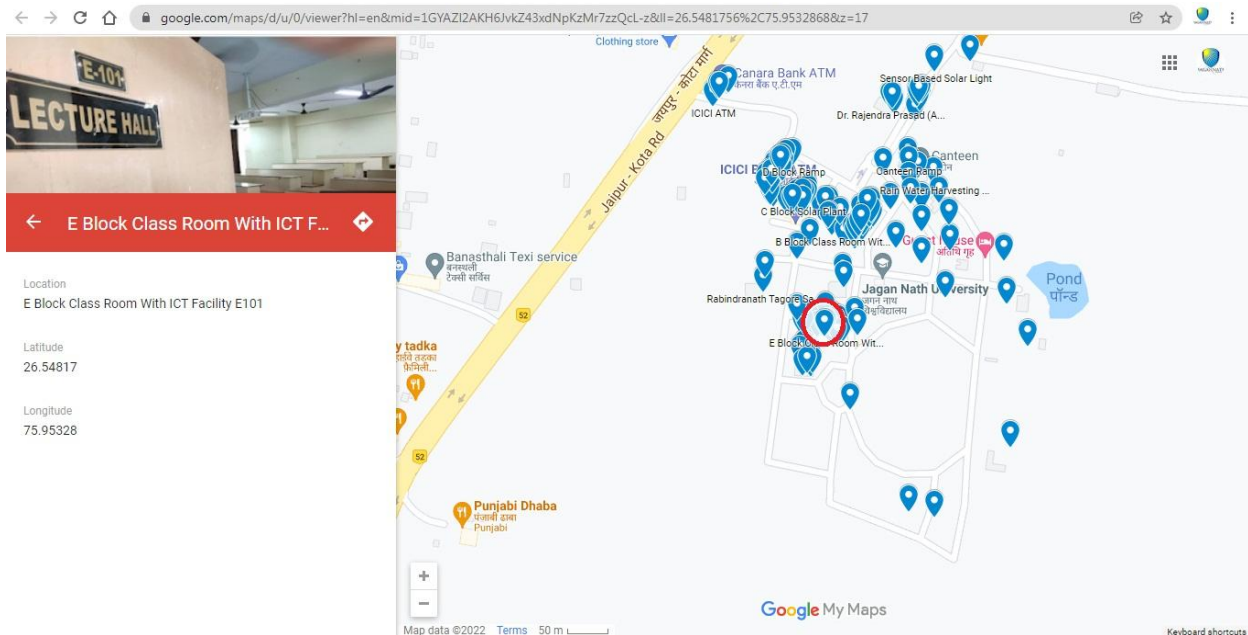 google.com/maps/d/u/0/viewer?hl=en&mid=1GYAZI2AKH6JvkZ43xdNpKzMr7zzQcL-z&ll=26.5481756%2C75.9532868&z=17
E-101
LECTURE HALL
E Block Class Room With ICT F...
Location
E Block Class Room With ICT Facility E101
Latitude
26.54817
Longitude
75.95328
Clothing store
Canara Bank ATM
केनरा बैंक ए.टी.एम
ICICI ATM
जयपुर - कोटा मार्ग
Jaipur - Kota Rd
Sensor Based Solar Light
Dr. Rajendra Prasad (A...
Canteen
Canteen Ramp
Rain Water Harvesting ...
D Block Ramp
C Block Solar Plant
B Block Class Room Wit...
अतिथि गृह
Banasthali Texi service
बनस्थली
टैक्सी सर्विस
Jagan Nath University
जगन नाथ
विश्वविद्यालय
Pond
पॉन्ड
Rabindranath Tagore Sa...
52
E Block Class Room Wit...
y tadka
52
Punjabi Dhaba
पंजाबी ढाबा
Punjabi
Google My Maps
Map data ©2022 Terms 50 m
Keyboard shortcuts